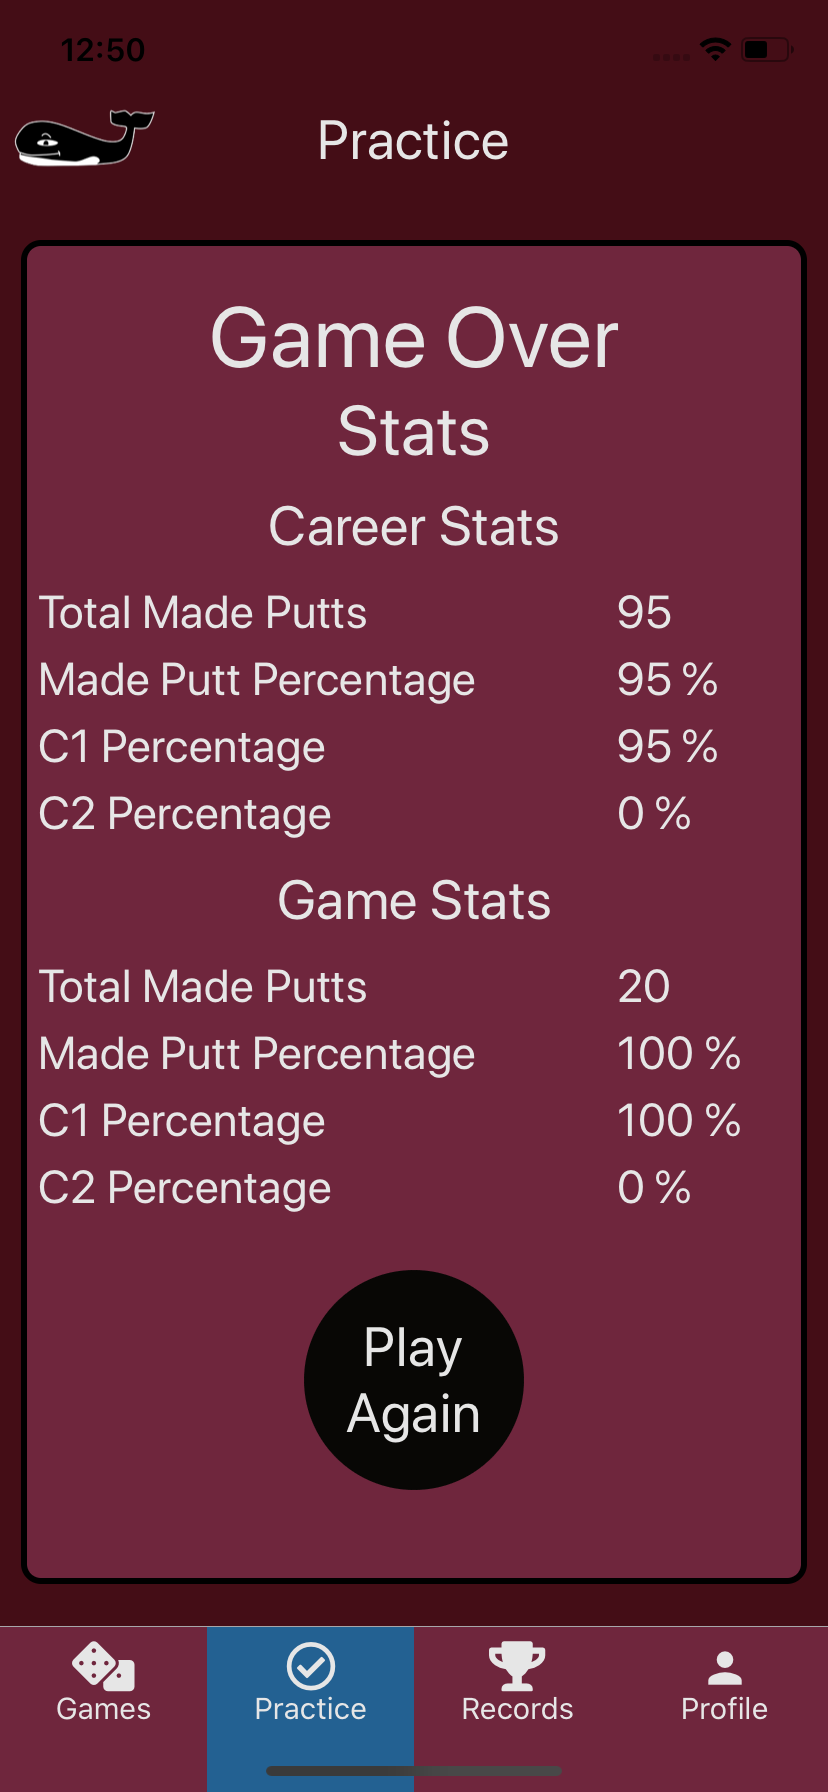 12:50
Practice
Game Over
Stats
Career Stats
Total Made Putts 95
Made Putt Percentage 95 %
C1 Percentage 95 %
C2 Percentage 0 %
Game Stats
Total Made Putts 20
Made Putt Percentage 100 %
C1 Percentage 100 %
C2 Percentage 0 %
Play
Again
Games Practice Records Profile